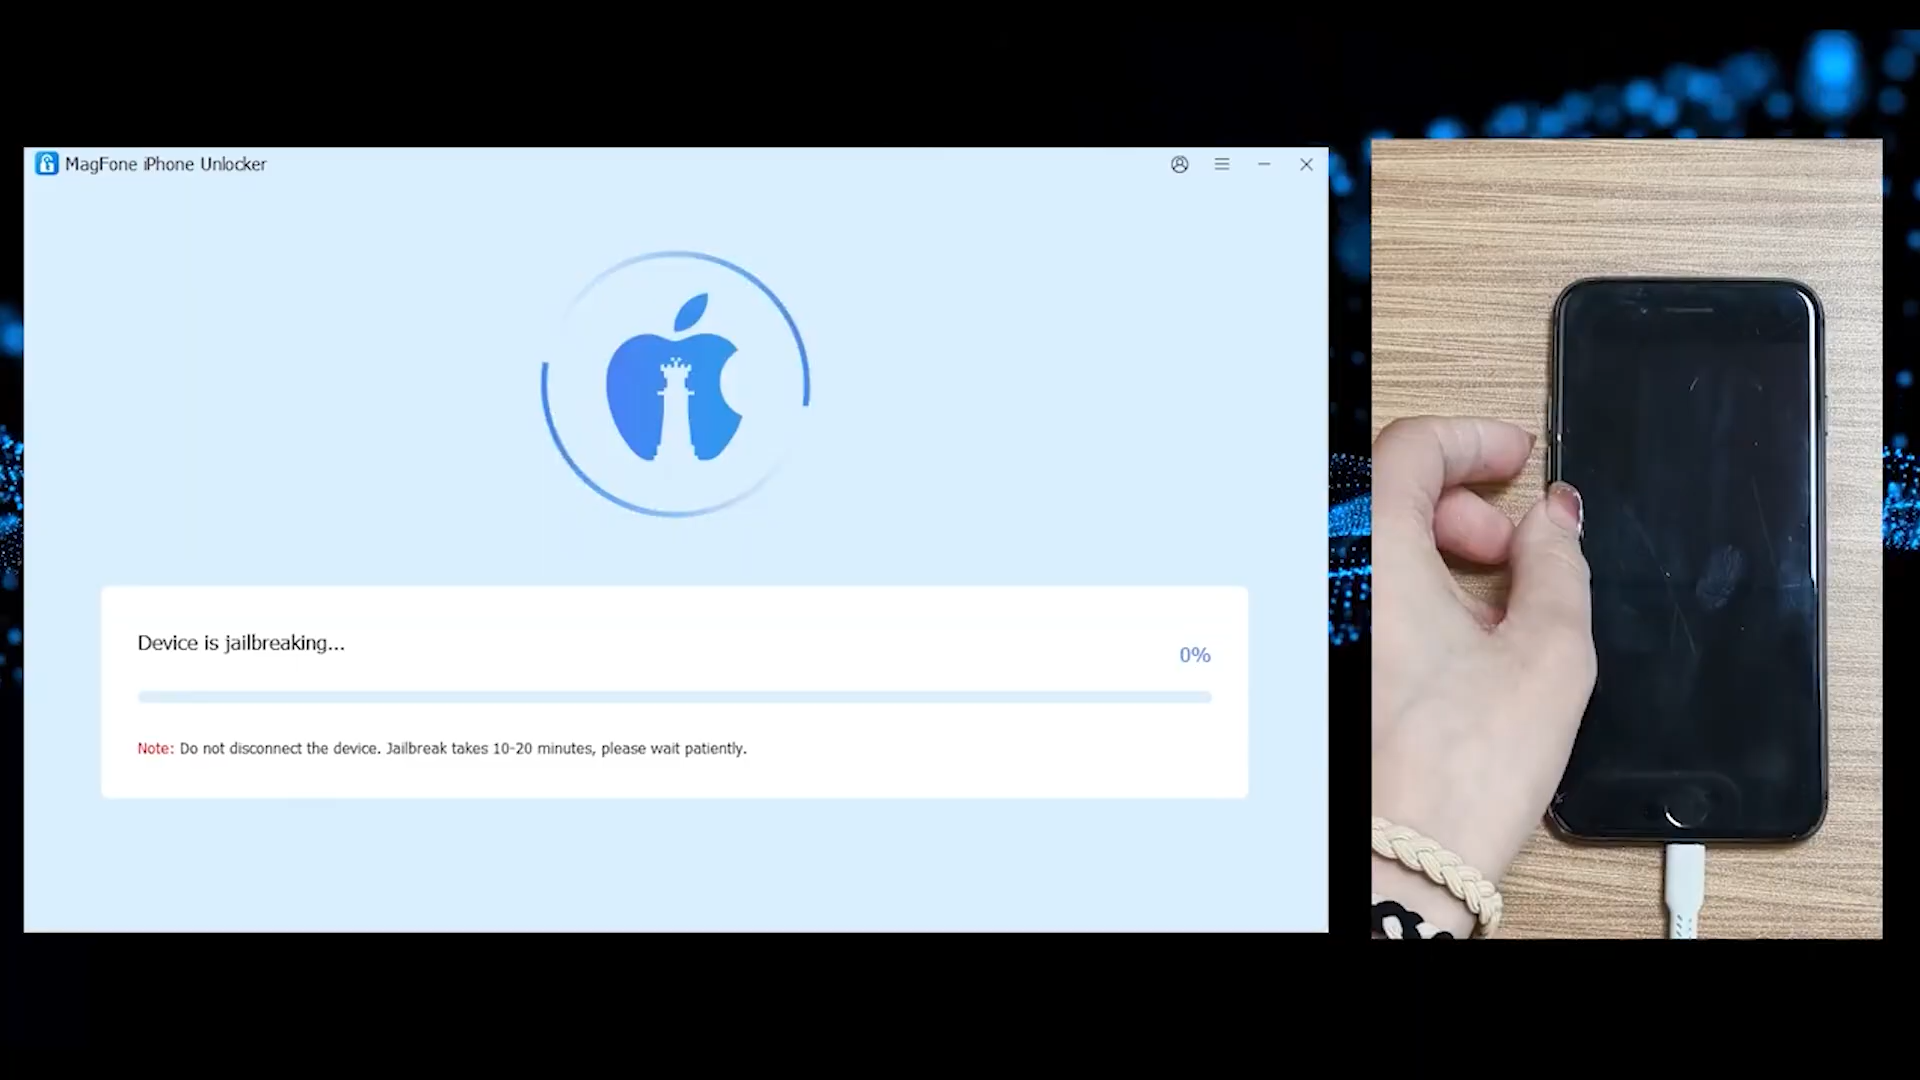 MagFone iPhone Unlocker
Device is jailbreaking...
0%
Note: Do not disconnect the device. Jailbreak takes 10-20 minutes, please wait patiently.